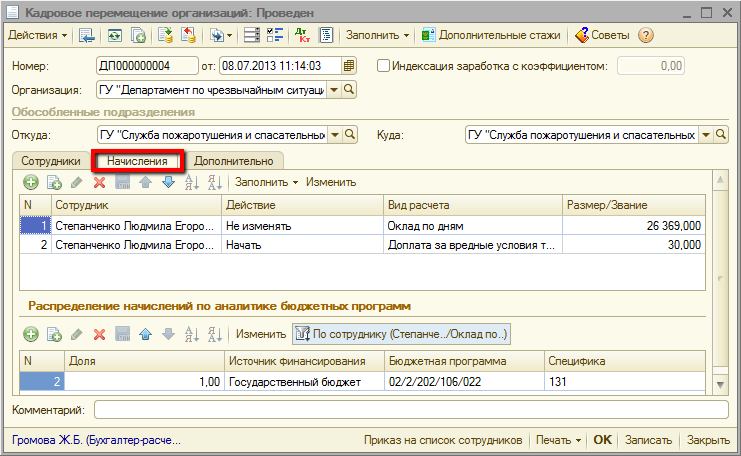 Кадровое перемещение организаций: Проведен
Действия Дт Кт Заполнить Дополнительные стажи Советы
Номер: ДП000000004 от: 08.07.2013 11:14:03 Индексация заработка с коэффициентом: 0,00
Организация: ГУ "Департамент по чрезвычайным ситуаци
Обособленные подразделения
Откуда: ГУ "Служба пожаротушения и спасательных Куда: ГУ "Служба пожаротушения и спасательных
Сотрудники Начисления Дополнительно
Заполнить Изменить
N Сотрудник Действие Вид расчета Размер/Звание
1 Степанченко Людмила Егоро... Не изменять Оклад по дням 26 369,000
2 Степанченко Людмила Егоро... Начать Доплата за вредные условия т... 30,000
Распределение начислений по аналитике бюджетных программ
Изменить По сотруднику (Степанче../Оклад по..)
N Доля Источник финансирования Бюджетная программа Специфика
2 1,00 Государственный бюджет 02/2/202/106/022 131
Комментарий:
Громова Ж.Б. (Бухгалтер-расче... Приказ на список сотрудников Печать OK Записать Закрыть